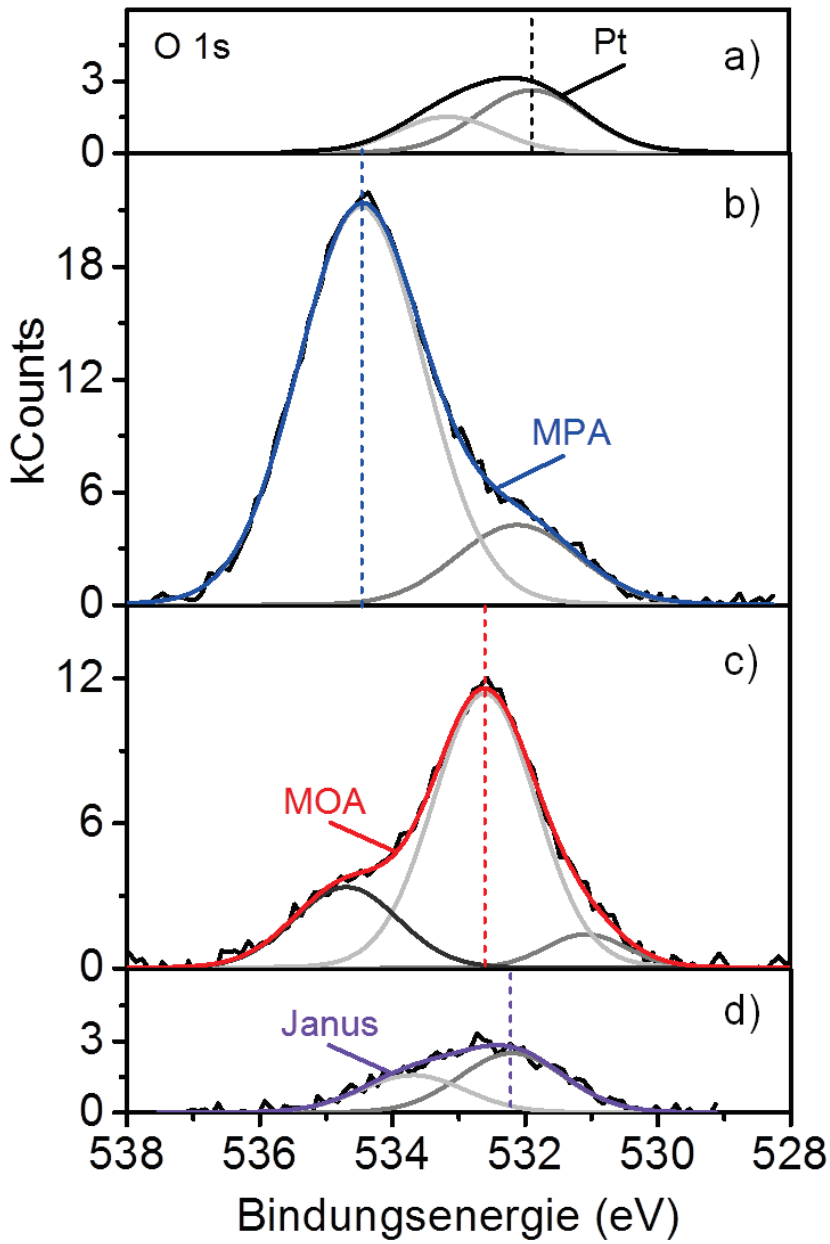 O 1s
Pt
a)
3
0
b)
18
12
6
0
MPA
kCounts
c)
12
6
0
MOA
d)
3
0
Janus
538 536 534 532 530 528
Bindungsenergie (eV)